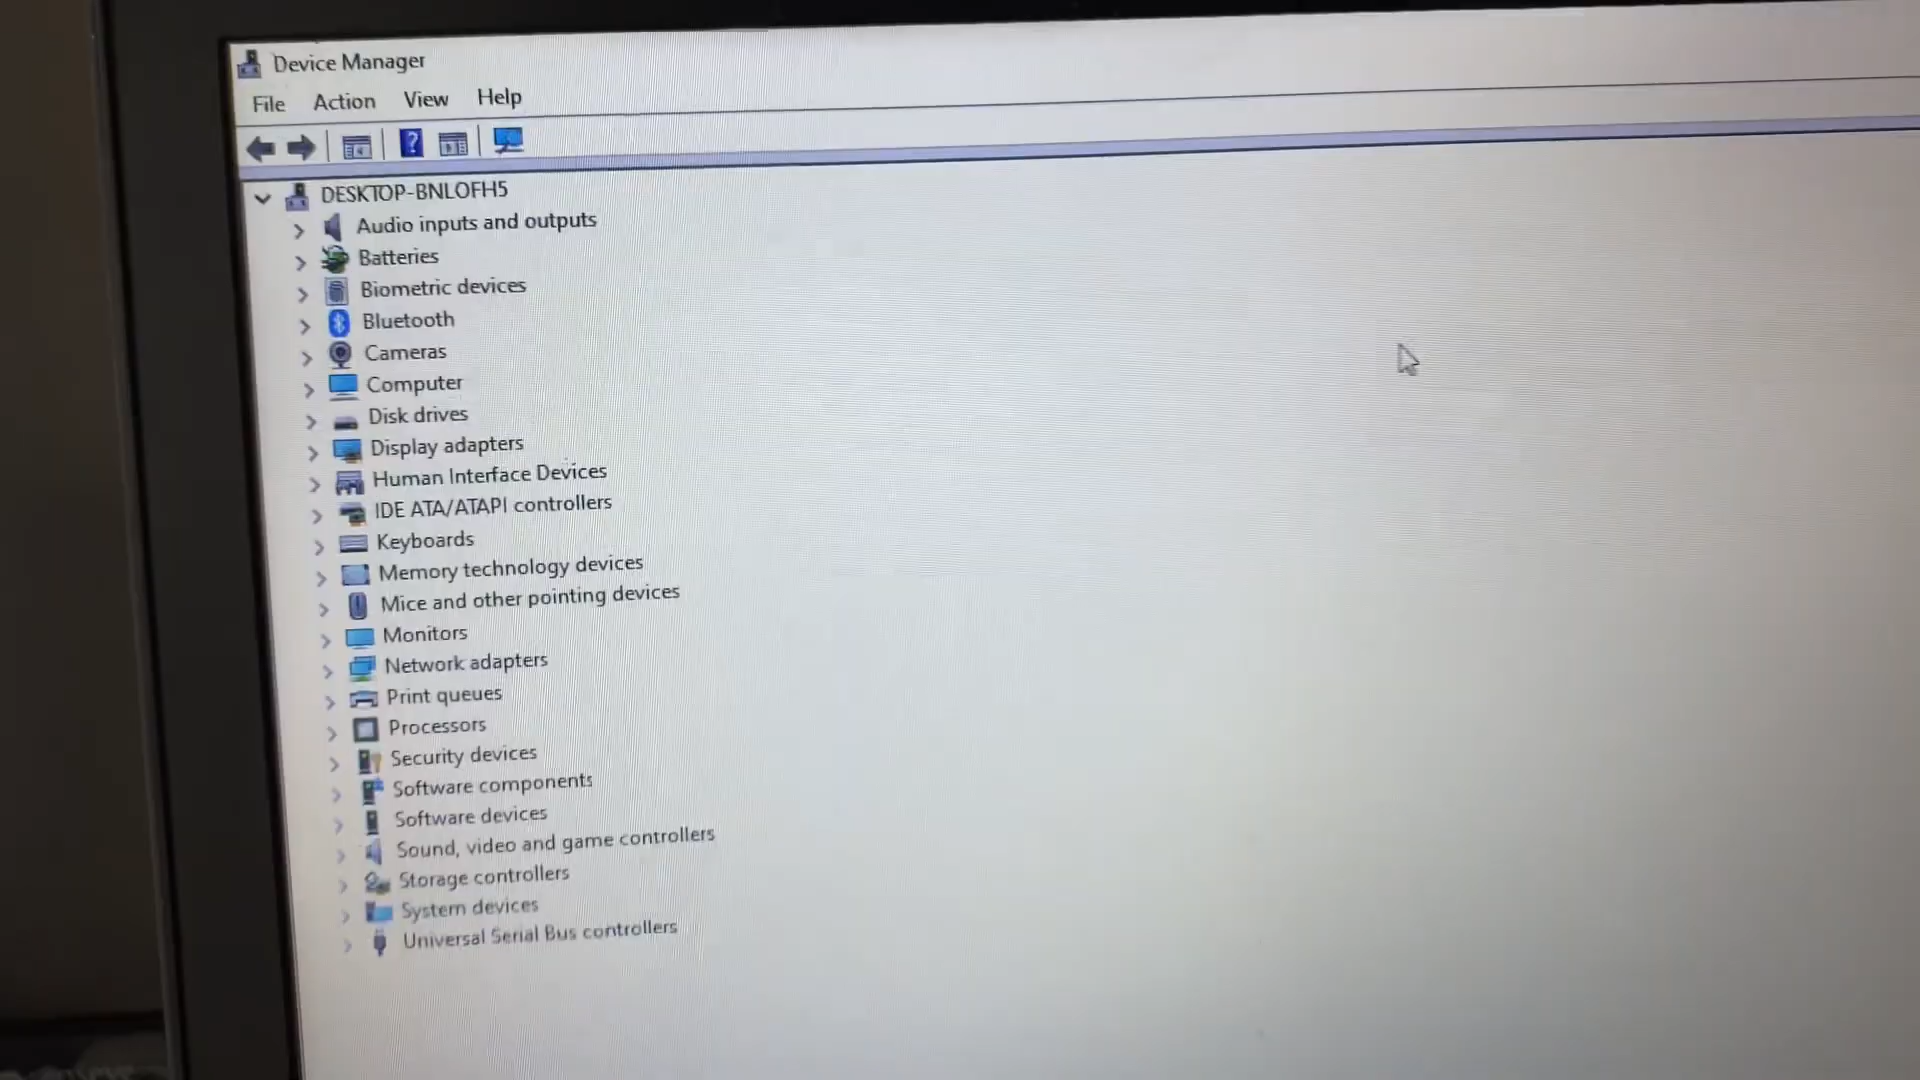 Device Manager
File Action View Help
DESKTOP-BNLOFH5
Audio inputs and outputs
Batteries
Biometric devices
Bluetooth
Cameras
Computer
Disk drives
Display adapters
Human Interface Devices
IDE ATA/ATAPI controllers
Keyboards
Memory technology devices
Mice and other pointing devices
Monitors
Network adapters
Print queues
Processors
Security devices
Software components
Software devices
Sound, video and game controllers
Storage controllers
System devices
Universal Serial Bus controllers